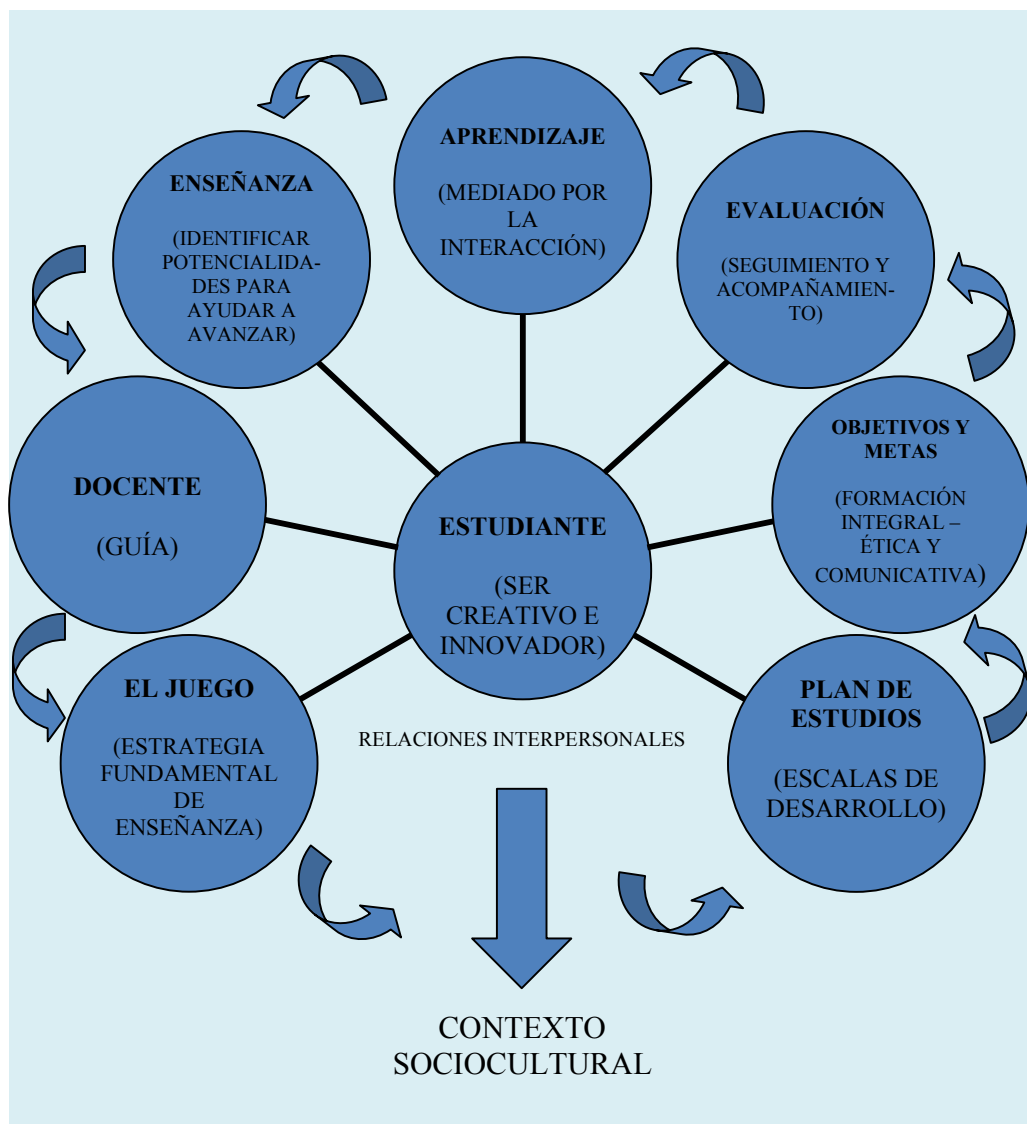 APRENDIZAJE
(MEDIADO POR
LA
INTERACCIÓN)
ENSEÑANZA
(IDENTIFICAR
POTENCIALIDA-
DES PARA
AYUDAR A
AVANZAR)
EVALUACIÓN
(SEGUIMIENTO Y
ACOMPAÑAMIEN-
TO)
DOCENTE
(GUÍA)
ESTUDIANTE
(SER
CREATIVO E
INNOVADOR)
OBJETIVOS Y
METAS
(FORMACIÓN
INTEGRAL –
ÉTICA Y
COMUNICATIVA)
EL JUEGO
(ESTRATEGIA
FUNDAMENTAL
DE
ENSEÑANZA)
PLAN DE
ESTUDIOS
(ESCALAS DE
DESARROLLO)
RELACIONES INTERPERSONALES
CONTEXTO
SOCIOCULTURAL